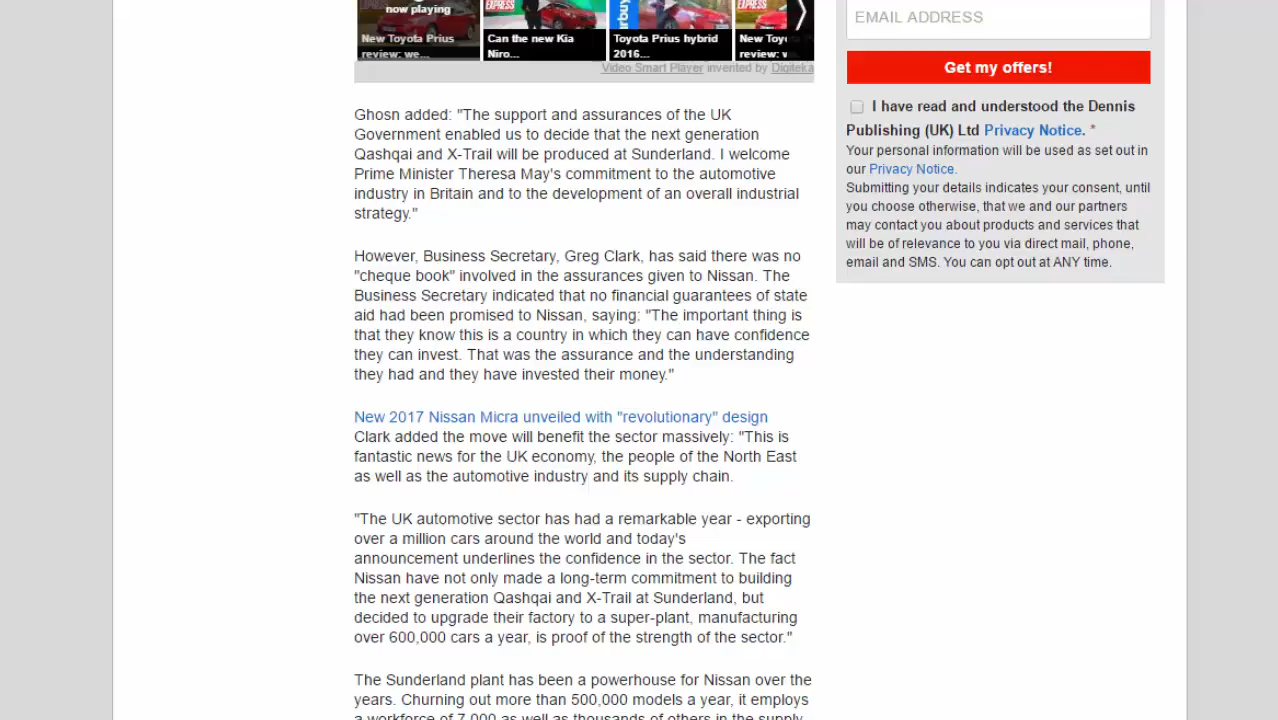 EXPRESS
EXPRESS
EXPRESS
now playing
New Toyota Prius
review: we...
Can the new Kia
Niro...
Toyota Prius hybrid
2016...
New Toyo
review: v
Video Smart Player invented by Digiteka
Ghosn added: "The support and assurances of the UK
Government enabled us to decide that the next generation
Qashqai and X-Trail will be produced at Sunderland. I welcome
Prime Minister Theresa May's commitment to the automotive
industry in Britain and to the development of an overall industrial
strategy."
However, Business Secretary, Greg Clark, has said there was no
"cheque book" involved in the assurances given to Nissan. The
Business Secretary indicated that no financial guarantees of state
aid had been promised to Nissan, saying: "The important thing is
that they know this is a country in which they can have confidence
they can invest. That was the assurance and the understanding
they had and they have invested their money."
New 2017 Nissan Micra unveiled with "revolutionary" design
Clark added the move will benefit the sector massively: "This is
fantastic news for the UK economy, the people of the North East
as well as the automotive industry and its supply chain.
"The UK automotive sector has had a remarkable year - exporting
over a million cars around the world and today's
announcement underlines the confidence in the sector. The fact
Nissan have not only made a long-term commitment to building
the next generation Qashqai and X-Trail at Sunderland, but
decided to upgrade their factory to a super-plant, manufacturing
over 600,000 cars a year, is proof of the strength of the sector."
The Sunderland plant has been a powerhouse for Nissan over the
years. Churning out more than 500,000 models a year, it employs
a workforce of 7,000 as well as thousands of others in the supply
EMAIL ADDRESS
Get my offers!
I have read and understood the Dennis
Publishing (UK) Ltd Privacy Notice. *
Your personal information will be used as set out in
our Privacy Notice.
Submitting your details indicates your consent, until
you choose otherwise, that we and our partners
may contact you about products and services that
will be of relevance to you via direct mail, phone,
email and SMS. You can opt out at ANY time.